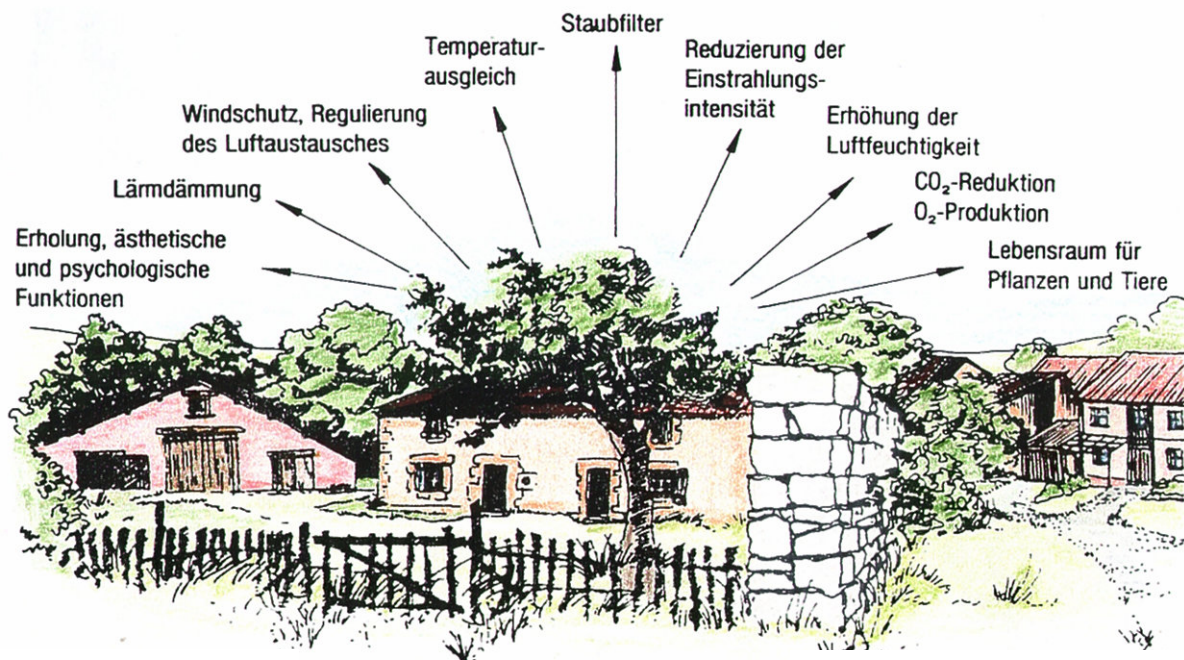 Staubfilter
Temperatur-
ausgleich
Reduzierung der
Einstrahlungs-
intensität
Windschutz, Regulierung
des Luftaustausches
Erhöhung der
Luftfeuchtigkeit
Lärmdämmung
CO₂-Reduktion
O₂-Produktion
Erholung, ästhetische
und psychologische
Funktionen
Lebensraum für
Pflanzen und Tiere